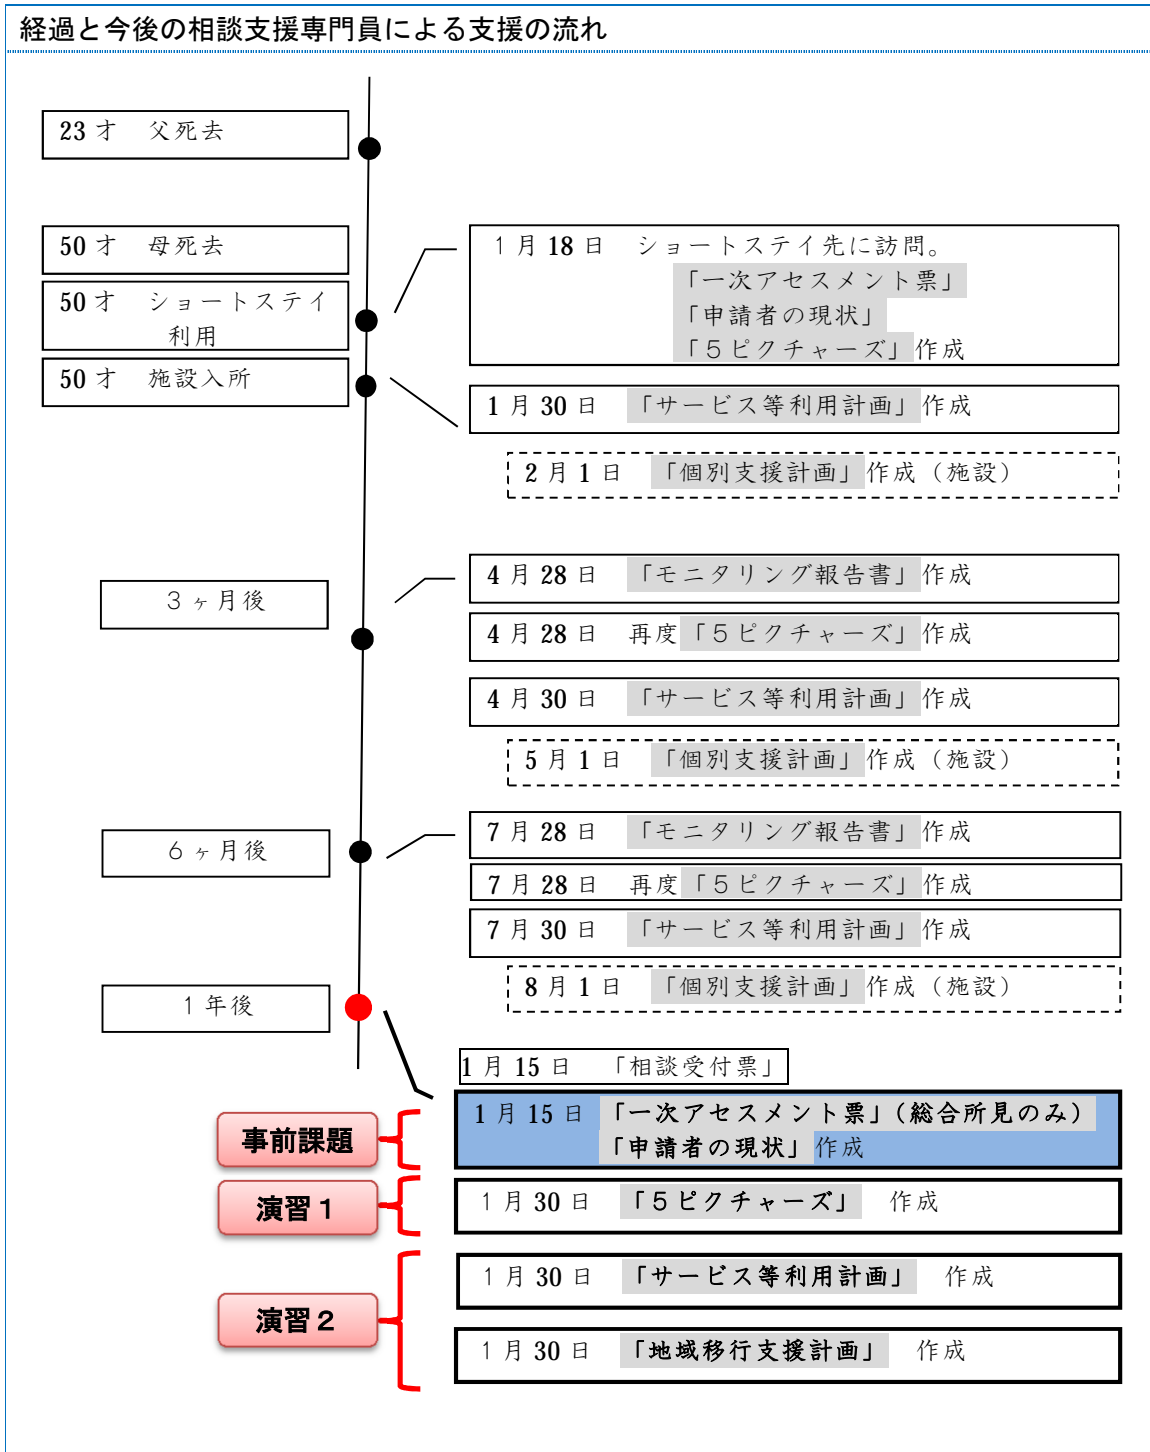 経過と今後の相談支援専門員による支援の流れ
23才 父死去
50才 母死去
50才 ショートステイ
利用
50才 施設入所
1月18日 ショートステイ先に訪問。
「一次アセスメント票」
「申請者の現状」
「5ピクチャーズ」作成
1月30日 「サービス等利用計画」作成
2月1日 「個別支援計画」作成（施設）
3ヶ月後
4月28日 「モニタリング報告書」作成
4月28日 再度「5ピクチャーズ」作成
4月30日 「サービス等利用計画」作成
5月1日 「個別支援計画」作成（施設）
6ヶ月後
7月28日 「モニタリング報告書」作成
7月28日 再度「5ピクチャーズ」作成
7月30日 「サービス等利用計画」作成
8月1日 「個別支援計画」作成（施設）
1年後
1月15日 「相談受付票」
事前課題
1月15日 「一次アセスメント票」（総合所見のみ）
「申請者の現状」作成
演習1
1月30日 「5ピクチャーズ」 作成
演習2
1月30日 「サービス等利用計画」 作成
1月30日 「地域移行支援計画」 作成